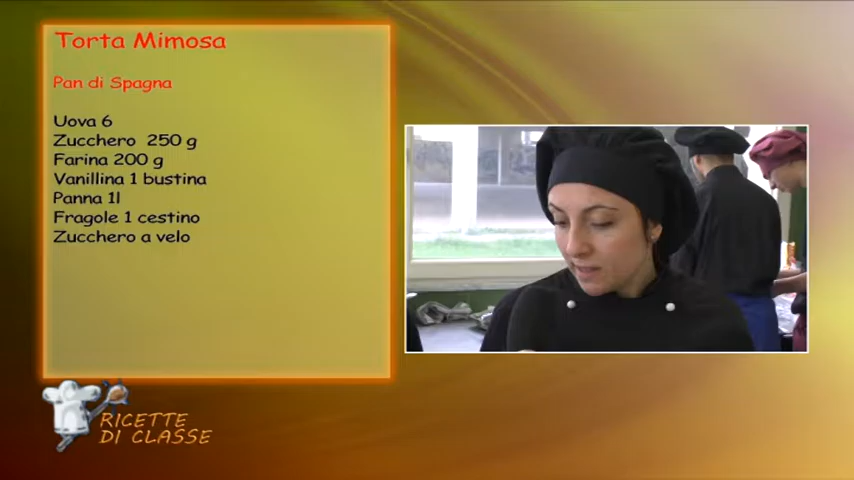 Torta Mimosa
Pan di Spagna
Uova 6
Zucchero 250 g
Farina 200 g
Vanillina 1 bustina
Panna 1l
Fragole 1 cestino
Zucchero a velo
RICETTE
DI CLASSE